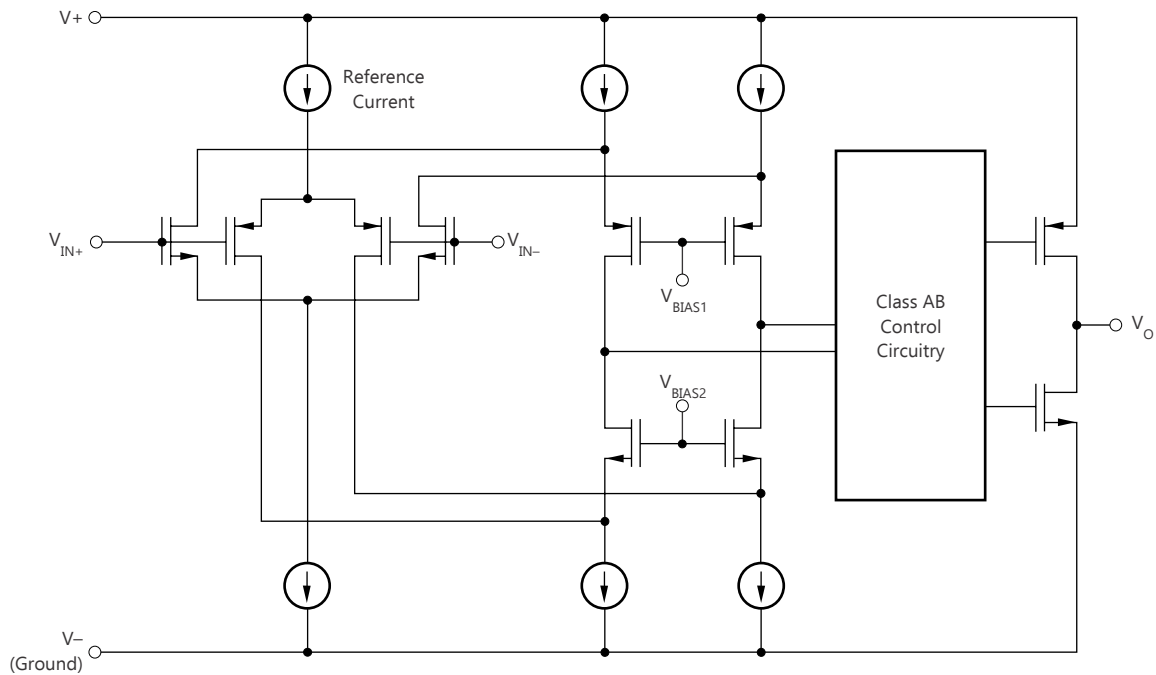 V+
Reference
Current
V_IN+
V_IN–
V_BIAS1
V_BIAS2
Class AB
Control
Circuitry
V_O
V–
(Ground)